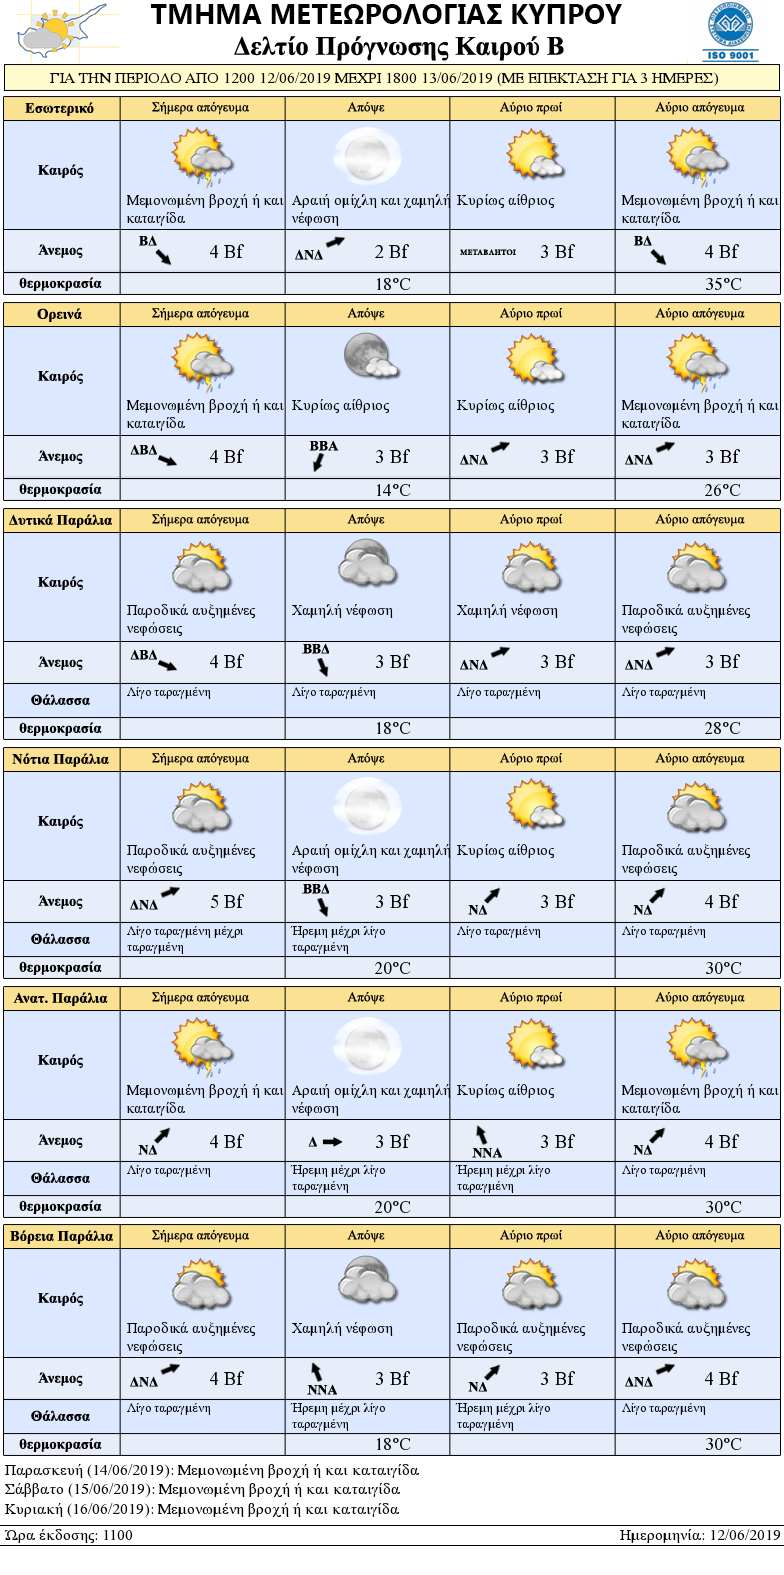 ΤΜΗΜΑ ΜΕΤΕΩΡΟΛΟΓΙΑΣ ΚΥΠΡΟΥ
Δελτίο Πρόγνωσης Καιρού Β
ISO 9001
ΓΙΑ ΤΗΝ ΠΕΡΙΟΔΟ ΑΠΟ 1200 12/06/2019 ΜΕΧΡΙ 1800 13/06/2019 (ΜΕ ΕΠΕΚΤΑΣΗ ΓΙΑ 3 ΗΜΕΡΕΣ)
Εσωτερικό Σήμερα απόγευμα Απόψε Αύριο πρωί Αύριο απόγευμα
Καιρός
Μεμονωμένη βροχή ή και Αραιή ομίχλη και χαμηλή Κυρίως αίθριος Μεμονωμένη βροχή ή και
καταιγίδα νέφωση καταιγίδα
Άνεμος ΒΔ 4 Bf ΔΝΔ 2 Bf ΜΕΤΑΒΛΗΤΟΙ 3 Bf ΒΔ 4 Bf
θερμοκρασία 18°C 35°C
Ορεινά Σήμερα απόγευμα Απόψε Αύριο πρωί Αύριο απόγευμα
Καιρός
Μεμονωμένη βροχή ή και Κυρίως αίθριος Κυρίως αίθριος Μεμονωμένη βροχή ή και
καταιγίδα καταιγίδα
Άνεμος ΔΒΔ 4 Bf ΒΒΑ 3 Bf ΔΝΔ 3 Bf ΔΝΔ 3 Bf
θερμοκρασία 14°C 26°C
Δυτικά Παράλια Σήμερα απόγευμα Απόψε Αύριο πρωί Αύριο απόγευμα
Καιρός
Παροδικά αυξημένες Χαμηλή νέφωση Χαμηλή νέφωση Παροδικά αυξημένες
νεφώσεις νεφώσεις
Άνεμος ΔΒΔ 4 Bf ΒΒΔ 3 Bf ΔΝΔ 3 Bf ΔΝΔ 3 Bf
Θάλασσα Λίγο ταραγμένη Λίγο ταραγμένη Λίγο ταραγμένη Λίγο ταραγμένη
θερμοκρασία 18°C 28°C
Νότια Παράλια Σήμερα απόγευμα Απόψε Αύριο πρωί Αύριο απόγευμα
Καιρός
Παροδικά αυξημένες Αραιή ομίχλη και χαμηλή Κυρίως αίθριος Παροδικά αυξημένες
νεφώσεις νέφωση νεφώσεις
Άνεμος ΔΝΔ 5 Bf ΒΒΔ 3 Bf ΝΔ 3 Bf ΝΔ 4 Bf
Θάλασσα Λίγο ταραγμένη μέχρι Ήρεμη μέχρι λίγο Λίγο ταραγμένη Λίγο ταραγμένη
ταραγμένη ταραγμένη
θερμοκρασία 20°C 30°C
Ανατ. Παράλια Σήμερα απόγευμα Απόψε Αύριο πρωί Αύριο απόγευμα
Καιρός
Μεμονωμένη βροχή ή και Αραιή ομίχλη και χαμηλή Κυρίως αίθριος Μεμονωμένη βροχή ή και
καταιγίδα νέφωση καταιγίδα
Άνεμος ΝΔ 4 Bf Δ 3 Bf ΝΝΑ 3 Bf ΝΔ 4 Bf
Θάλασσα Λίγο ταραγμένη Ήρεμη μέχρι λίγο Ήρεμη μέχρι λίγο Λίγο ταραγμένη
ταραγμένη ταραγμένη
θερμοκρασία 20°C 30°C
Βόρεια Παράλια Σήμερα απόγευμα Απόψε Αύριο πρωί Αύριο απόγευμα
Καιρός
Παροδικά αυξημένες Χαμηλή νέφωση Παροδικά αυξημένες Παροδικά αυξημένες
νεφώσεις νεφώσεις νεφώσεις
Άνεμος ΔΝΔ 4 Bf ΝΝΑ 3 Bf ΝΔ 3 Bf ΔΝΔ 4 Bf
Θάλασσα Λίγο ταραγμένη Ήρεμη μέχρι λίγο Ήρεμη μέχρι λίγο Λίγο ταραγμένη
ταραγμένη ταραγμένη
θερμοκρασία 18°C 30°C
Παρασκευή (14/06/2019): Μεμονωμένη βροχή ή και καταιγίδα
Σάββατο (15/06/2019): Μεμονωμένη βροχή ή και καταιγίδα
Κυριακή (16/06/2019): Μεμονωμένη βροχή ή και καταιγίδα
Ώρα έκδοσης: 1100 Ημερομηνία: 12/06/2019